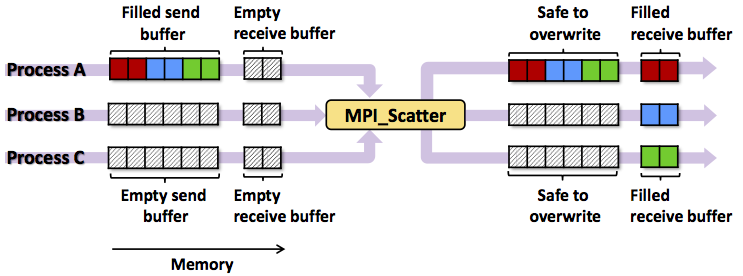 Filled send
buffer
Empty
receive buffer
Safe to
overwrite
Filled
receive buffer
Process A
Process B
MPI_Scatter
Process C
Empty send
buffer
Empty
receive buffer
Safe to
overwrite
Filled
receive buffer
Memory